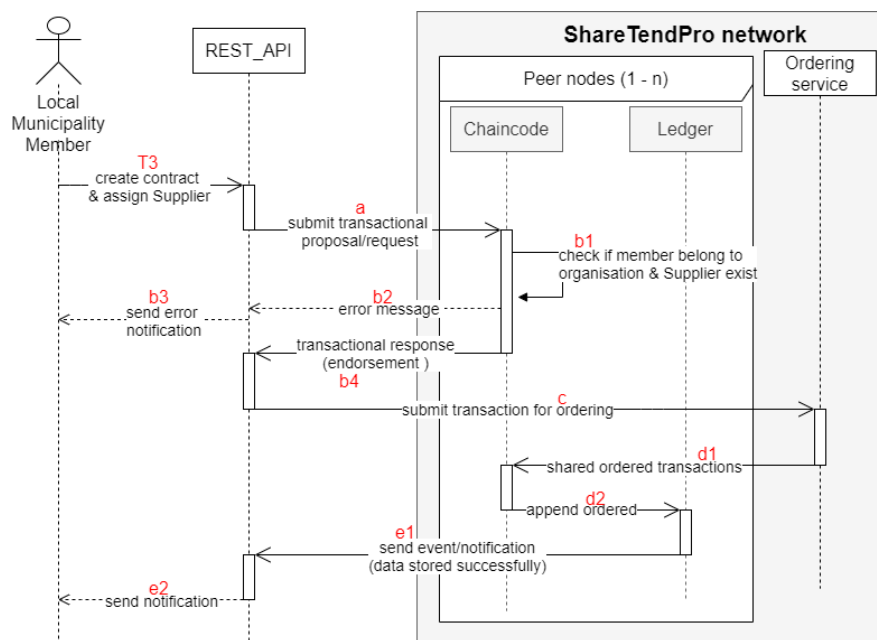 ShareTendPro network
REST_API
Ordering
service
Peer nodes (1 - n)
Local
Municipality
Member
Chaincode
Ledger
T3
create contract
& assign Supplier
a
submit transactional
proposal/request
b1
check if member belong to
organisation & Supplier exist
b2
error message
b3
send error
notification
transactional response
(endorsement )
b4
c
submit transaction for ordering
d1
shared ordered transactions
d2
append ordered
e1
send event/notification
(data stored successfully)
e2
send notification